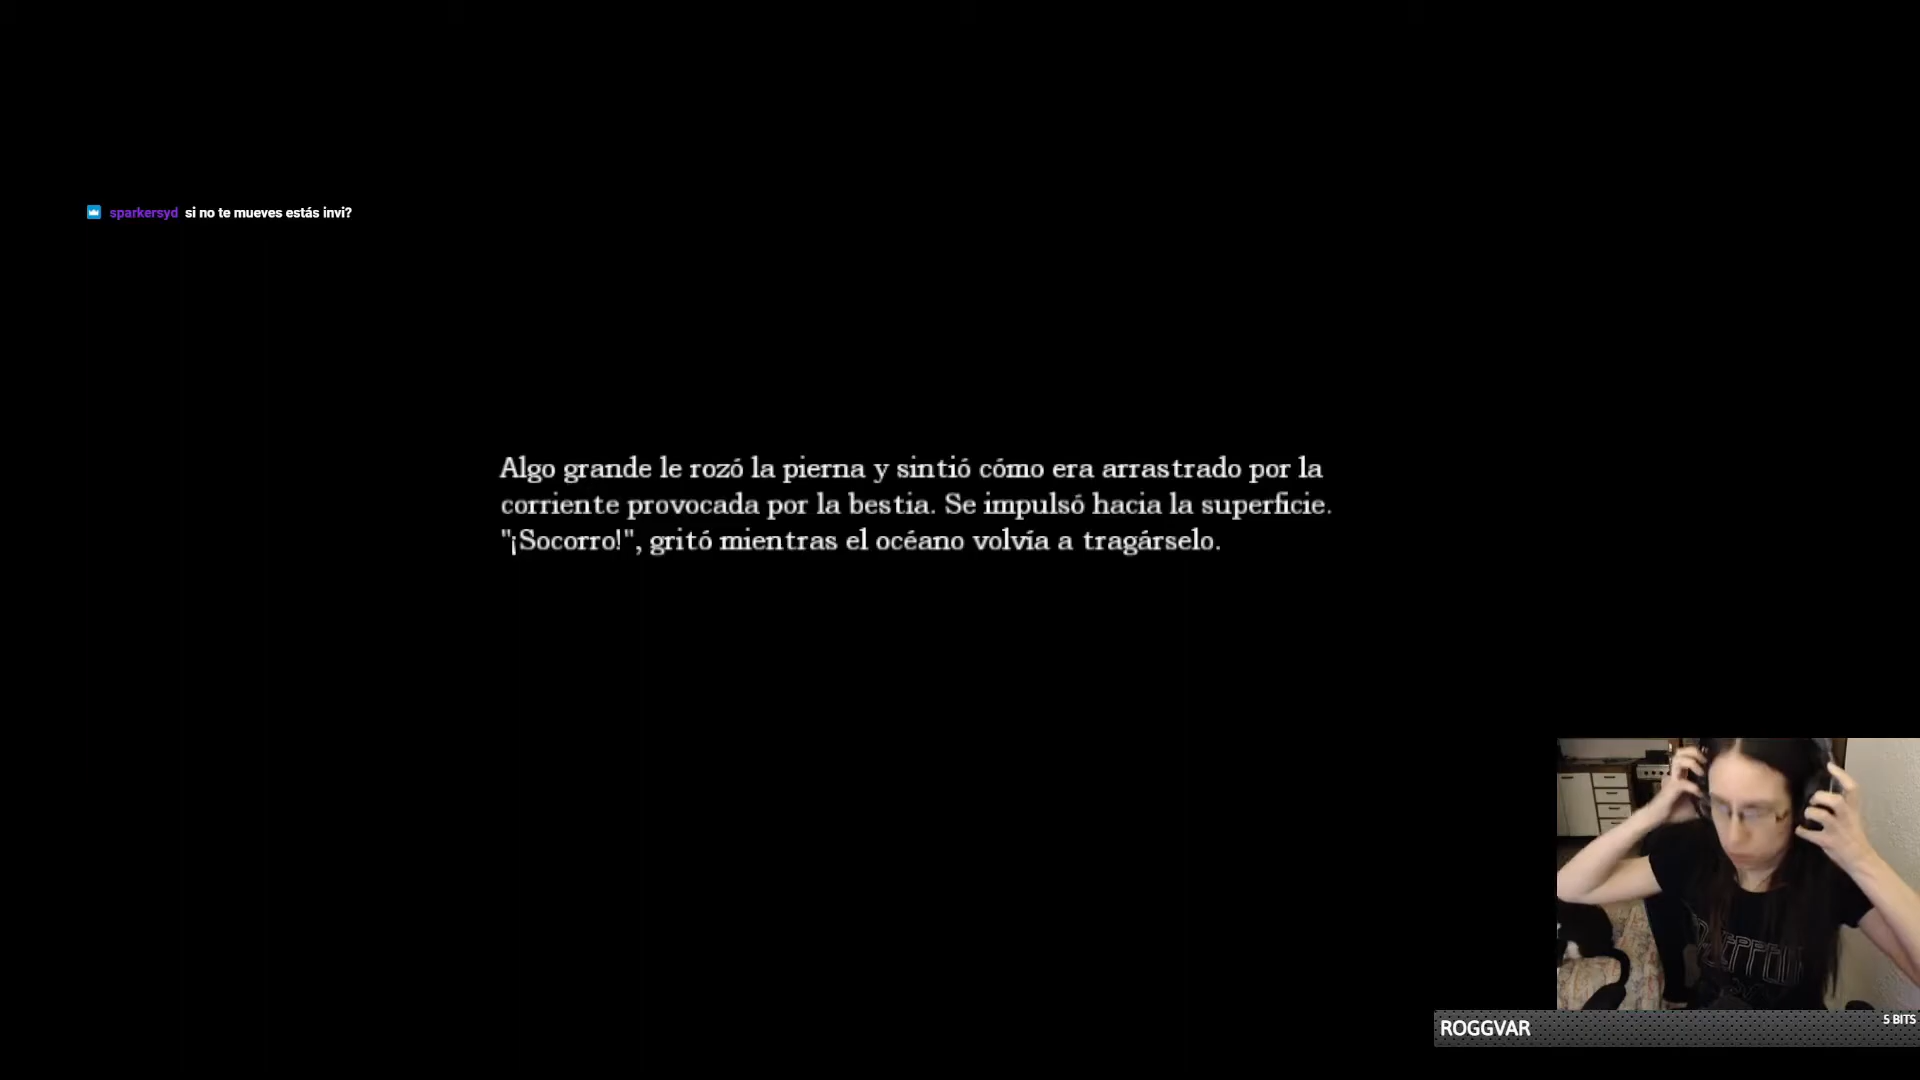 sparkersyd si no te mueves estás invi?
Algo grande le rozó la pierna y sintió cómo era arrastrado por la
corriente provocada por la bestia. Se impulsó hacia la superficie.
"¡Socorro!", gritó mientras el océano volvía a tragárselo.
ZEPPELIN
ROGGVAR
5 BITS